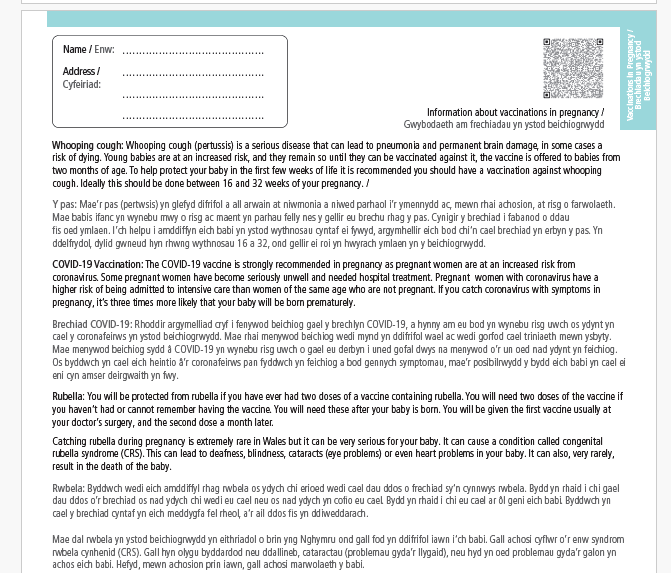 Name / Enw: ............................................
Address / ............................................
Cyfeiriad:
............................................
............................................
Vaccinations in Pregnancy /
Brechiadau yn ystod
Beichiogrwydd
Information about vaccinations in pregnancy /
Gwybodaeth am frechiadau yn ystod beichiogrwydd
Whooping cough: Whooping cough (pertussis) is a serious disease that can lead to pneumonia and permanent brain damage, in some cases a
risk of dying. Young babies are at an increased risk, and they remain so until they can be vaccinated against it, the vaccine is offered to babies from
two months of age. To help protect your baby in the first few weeks of life it is recommended you should have a vaccination against whooping
cough. Ideally this should be done between 16 and 32 weeks of your pregnancy. /
Y pas: Mae'r pas (pertwsis) yn glefyd difrifol a all arwain at niwmonia a niwed parhaol i'r ymennydd ac, mewn rhai achosion, at risg o farwolaeth.
Mae babis ifanc yn wynebu mwy o risg ac maent yn parhau felly nes y gellir eu brechu rhag y pas. Cynigir y brechiad i fabanod o ddau
fis oed ymlaen. I'ch helpu i amddiffyn eich babi yn ystod wythnosau cyntaf ei fywyd, argymhellir eich bod chi'n cael brechiad yn erbyn y pas. Yn
ddelfrydol, dylid gwneud hyn rhwng wythnosau 16 a 32, ond gellir ei roi yn hwyrach ymlaen yn y beichiogrwydd.
COVID-19 Vaccination: The COVID-19 vaccine is strongly recommended in pregnancy as pregnant women are at an increased risk from
coronavirus. Some pregnant women have become seriously unwell and needed hospital treatment. Pregnant women with coronavirus have a
higher risk of being admitted to intensive care than women of the same age who are not pregnant. If you catch coronavirus with symptoms in
pregnancy, it's three times more likely that your baby will be born prematurely.
Brechiad COVID-19: Rhoddir argymelliad cryf i fenywod beichiog gael y brechlyn COVID-19, a hynny am eu bod yn wynebu risg uwch os ydynt yn
cael y coronafeirws yn ystod beichiogrwydd. Mae rhai menywod beichiog wedi mynd yn ddifrifol wael ac wedi gorfod cael triniaeth mewn ysbyty.
Mae menywod beichiog sydd â COVID-19 yn wynebu risg uwch o gael eu derbyn i uned gofal dwys na menywod o'r un oed nad ydynt yn feichiog.
Os byddwch yn cael eich heintio â'r coronafeirws pan fyddwch yn feichiog a bod gennych symptomau, mae'r posibilrwydd y bydd eich babi yn cael ei
eni cyn amser deirgwaith yn fwy.
Rubella: You will be protected from rubella if you have ever had two doses of a vaccine containing rubella. You will need two doses of the vaccine if
you haven't had or cannot remember having the vaccine. You will need these after your baby is born. You will be given the first vaccine usually at
your doctor's surgery, and the second dose a month later.
Catching rubella during pregnancy is extremely rare in Wales but it can be very serious for your baby. It can cause a condition called congenital
rubella syndrome (CRS). This can lead to deafness, blindness, cataracts (eye problems) or even heart problems in your baby. It can also, very rarely,
result in the death of the baby.
Rwbela: Byddwch wedi eich amddiffyl rhag rwbela os ydych chi erioed wedi cael dau ddos o frechiad sy'n cynnwys rwbela. Bydd yn rhaid i chi gael
dau ddos o'r brechiad os nad ydych chi wedi eu cael neu os nad ydych yn cofio eu cael. Bydd yn rhaid i chi eu cael ar ôl geni eich babi. Byddwch yn
cael y brechiad cyntaf yn eich meddygfa fel rheol, a'r ail ddos fis yn ddiweddarach.
Mae dal rwbela yn ystod beichiogrwydd yn eithriadol o brin yng Nghymru ond gall fod yn ddifrifol iawn i'ch babi. Gall achosi cyflwr o'r enw syndrom
rwbela cynhenid (CRS). Gall hyn olygu byddardod neu ddallineb, cataractau (problemau gyda'r llygaid), neu hyd yn oed problemau gyda'r galon yn
achos eich babi. Hefyd, mewn achosion prin iawn, gall achosi marwolaeth y babi.